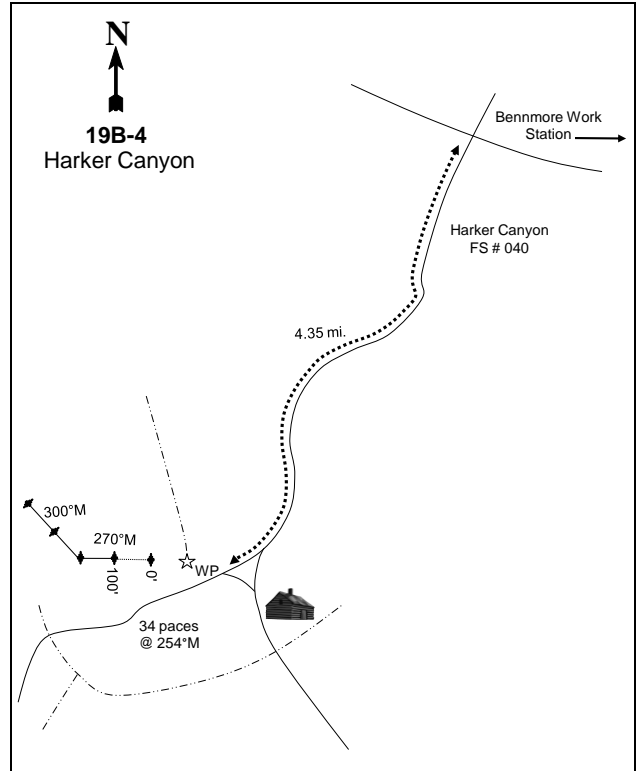 N
19B-4
Harker Canyon
Bennmore Work
Station
Harker Canyon
FS # 040
4.35 mi.
300°M
270°M
WP
100'
0'
34 paces
@ 254°M